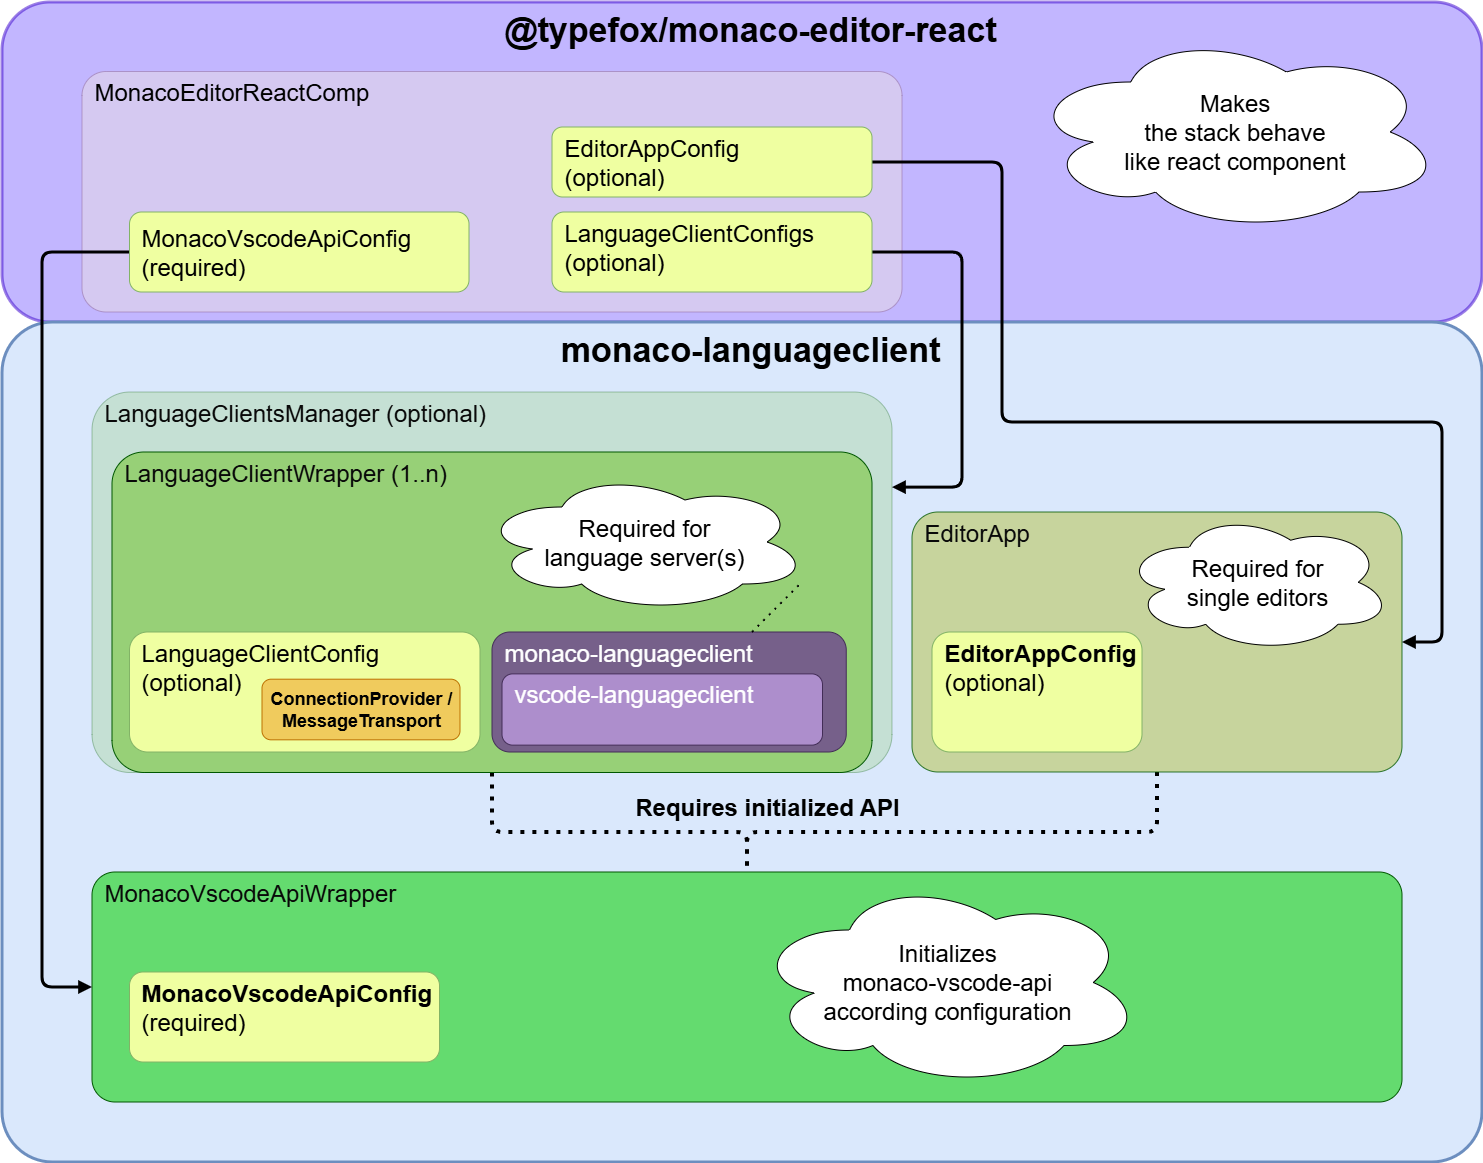 @typefox/monaco-editor-react
MonacoEditorReactComp
Makes
the stack behave
like react component
EditorAppConfig
(optional)
MonacoVscodeApiConfig
(required)
LanguageClientConfigs
(optional)
monaco-languageclient
LanguageClientsManager (optional)
LanguageClientWrapper (1..n)
Required for
language server(s)
LanguageClientConfig
(optional)
ConnectionProvider /
MessageTransport
monaco-languageclient
vscode-languageclient
EditorApp
Required for
single editors
EditorAppConfig
(optional)
Requires initialized API
MonacoVscodeApiWrapper
MonacoVscodeApiConfig
(required)
Initializes
monaco-vscode-api
according configuration